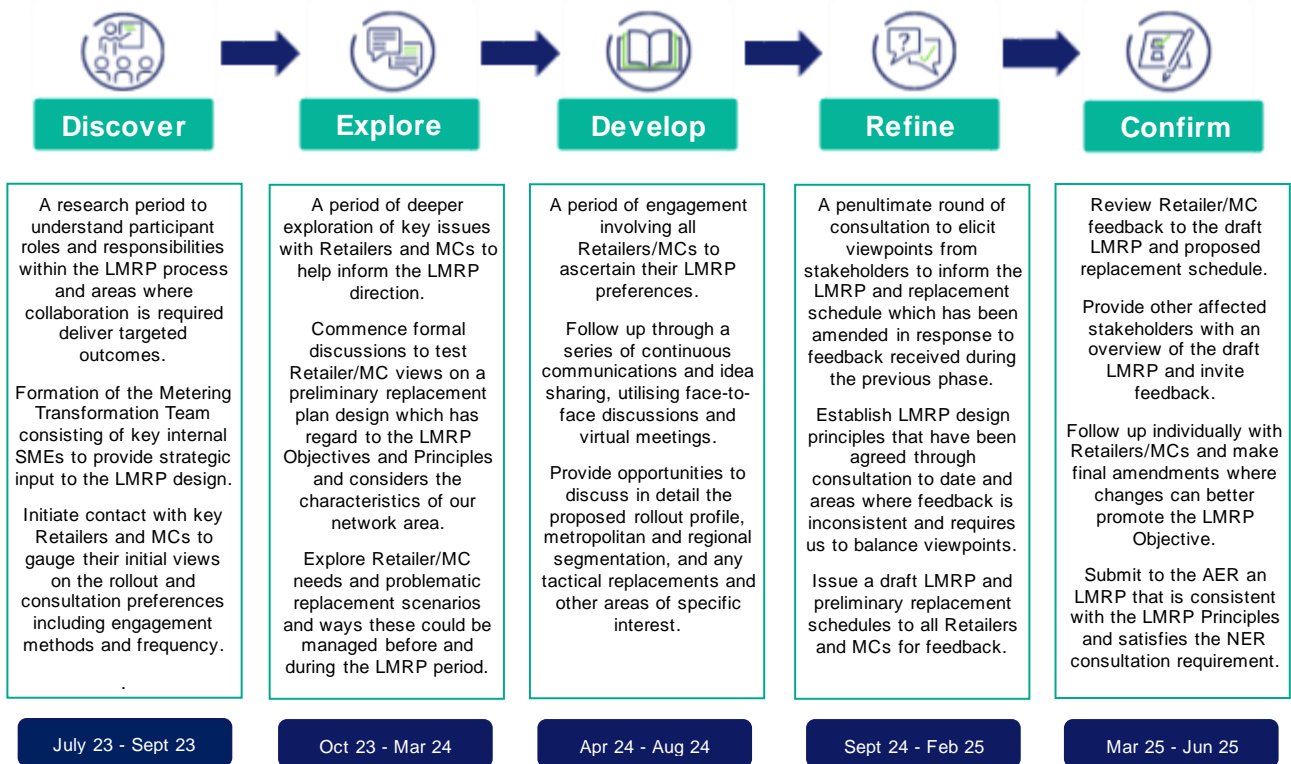 Discover
A research period to
understand participant
roles and responsibilities
within the LMRP process
and areas where
collaboration is required
deliver targeted
outcomes.
Formation of the Metering
Transformation Team
consisting of key internal
SMEs to provide strategic
input to the LMRP design.
Initiate contact with key
Retailers and MCs to
gauge their initial views
on the rollout and
consultation preferences
including engagement
methods and frequency.
.
July 23 - Sept 23
Explore
A period of deeper
exploration of key issues
with Retailers and MCs to
help inform the LMRP
direction.
Commence formal
discussions to test
Retailer/MC views on a
preliminary replacement
plan design which has
regard to the LMRP
Objectives and Principles
and considers the
characteristics of our
network area.
Explore Retailer/MC
needs and problematic
replacement scenarios
and ways these could be
managed before and
during the LMRP period.
Oct 23 - Mar 24
Develop
A period of engagement
involving all
Retailers/MCs to
ascertain their LMRP
preferences.
Follow up through a
series of continuous
communications and idea
sharing, utilising face-to-
face discussions and
virtual meetings.
Provide opportunities to
discuss in detail the
proposed rollout profile,
metropolitan and regional
segmentation, and any
tactical replacements and
other areas of specific
interest.
Apr 24 - Aug 24
?
Refine
A penultimate round of
consultation to elicit
viewpoints from
stakeholders to inform the
LMRP and replacement
schedule which has been
amended in response to
feedback received during
the previous phase.
Establish LMRP design
principles that have been
agreed through
consultation to date and
areas where feedback is
inconsistent and requires
us to balance viewpoints.
Issue a draft LMRP and
preliminary replacement
schedules to all Retailers
and MCs for feedback.
Sept 24 - Feb 25
Confirm
Review Retailer/MC
feedback to the draft
LMRP and proposed
replacement schedule.
Provide other affected
stakeholders with an
overview of the draft
LMRP and invite
feedback.
Follow up individually with
Retailers/MCs and make
final amendments where
changes can better
promote the LMRP
Objective.
Submit to the AER an
LMRP that is consistent
with the LMRP Principles
and satisfies the NER
consultation requirement.
Mar 25 - Jun 25